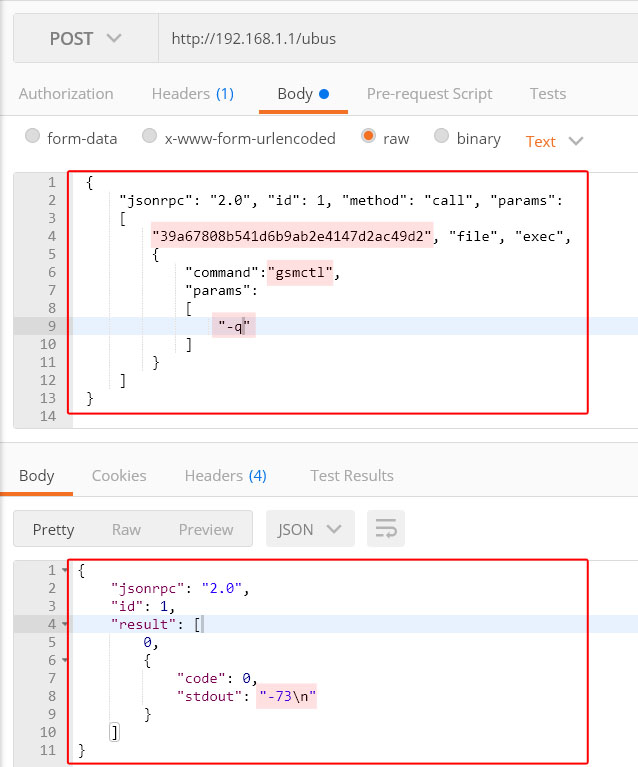 POST http://192.168.1.1/ubus
Authorization Headers (1) Body Pre-request Script Tests
form-data x-www-form-urlencoded raw binary Text
1 {
2 "jsonrpc": "2.0", "id": 1, "method": "call", "params":
3 [
4 "39a67808b541d6b9ab2e4147d2ac49d2", "file", "exec",
5 {
6 "command":"gsmctl",
7 "params":
8 [
9 "-q"
10 ]
11 }
12 ]
13 }
14
Body Cookies Headers (4) Test Results
Pretty Raw Preview JSON
1 {
2 "jsonrpc": "2.0",
3 "id": 1,
4 "result": [
5 0,
6 {
7 "code": 0,
8 "stdout": "-73\n"
9 }
10 ]
11 }